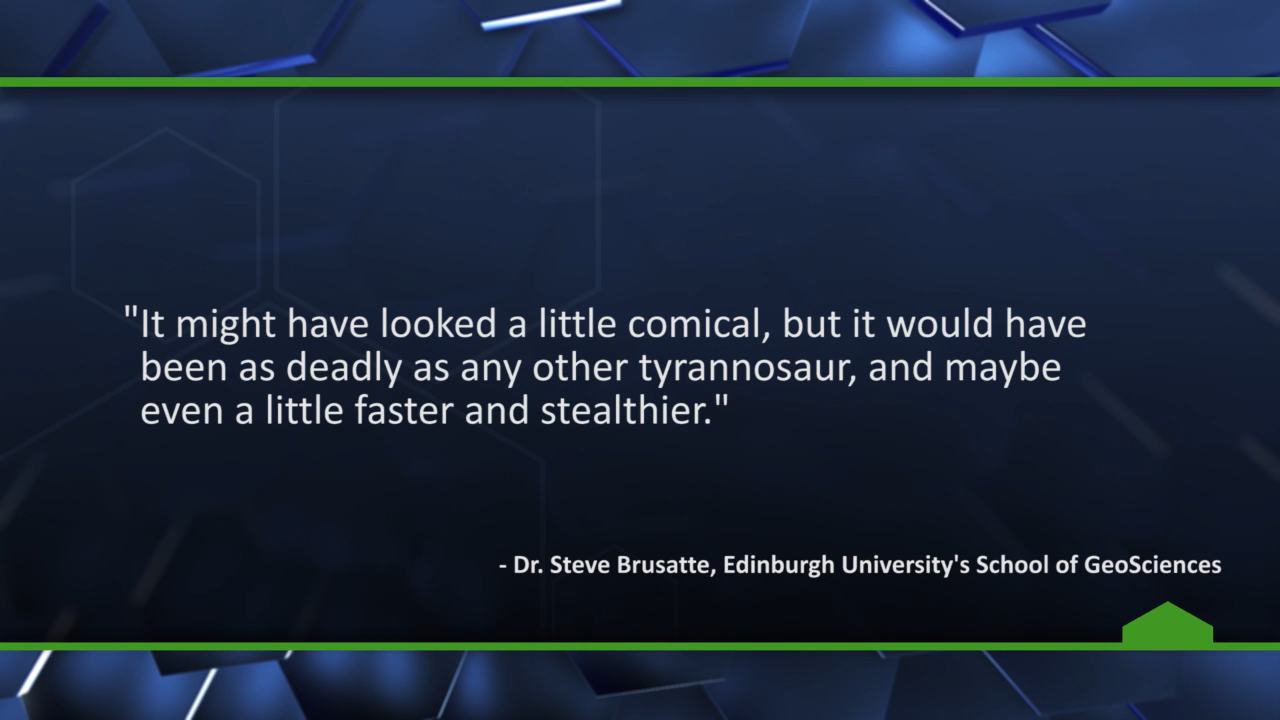 "It might have looked a little comical, but it would have
been as deadly as any other tyrannosaur, and maybe
even a little faster and stealthier."
- Dr. Steve Brusatte, Edinburgh University's School of GeoSciences